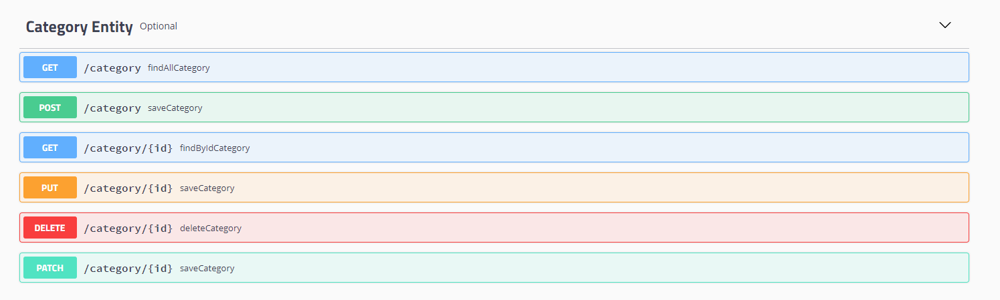 Category Entity Optional
GET /category findAllCategory
POST /category saveCategory
GET /category/{id} findByIdCategory
PUT /category/{id} saveCategory
DELETE /category/{id} deleteCategory
PATCH /category/{id} saveCategory